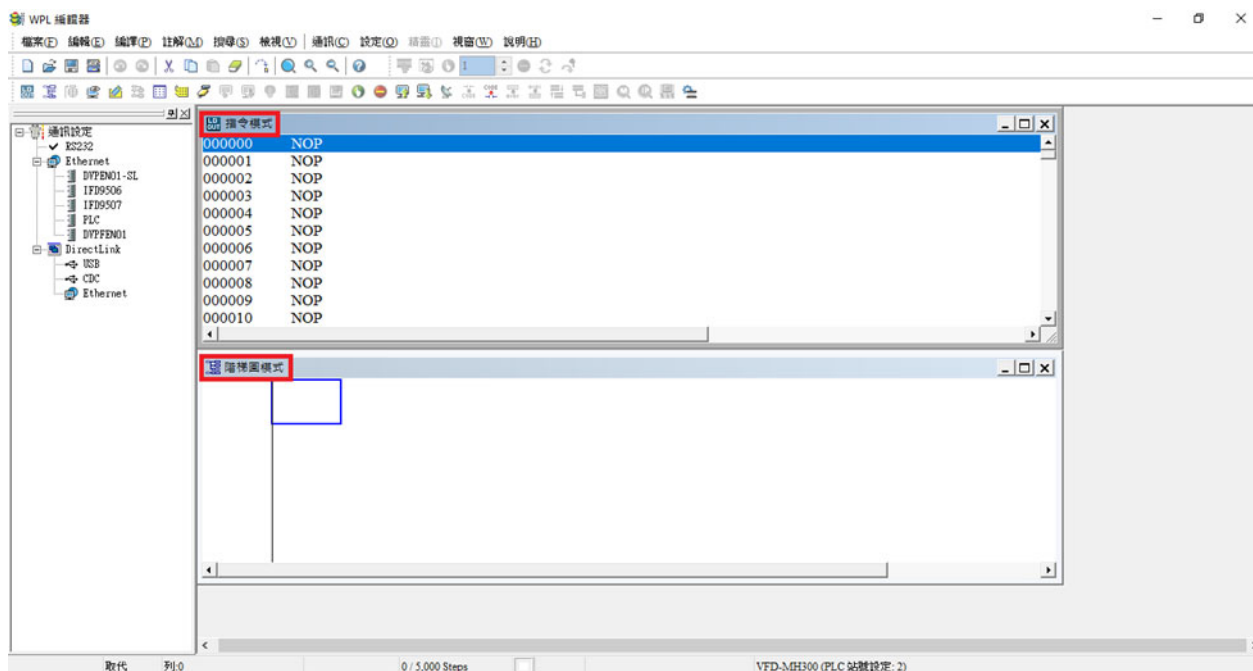 WPL 編輯器
檔案(F) 編輯(E) 編譯(P) 註解(M) 搜尋(S) 檢視(V) 通訊(C) 設定(O) 精靈(I) 視窗(W) 說明(H)
1
通訊設定
RS232
Ethernet
DVPEN01-SL
IFD9506
IFD9507
PLC
DVPFEN01
DirectLink
USB
CDC
Ethernet
指令模式
000000 NOP
000001 NOP
000002 NOP
000003 NOP
000004 NOP
000005 NOP
000006 NOP
000007 NOP
000008 NOP
000009 NOP
000010 NOP
階梯圖模式
取代 列:0 0 / 5,000 Steps VFD-MH300 (PLC 站號設定: 2)